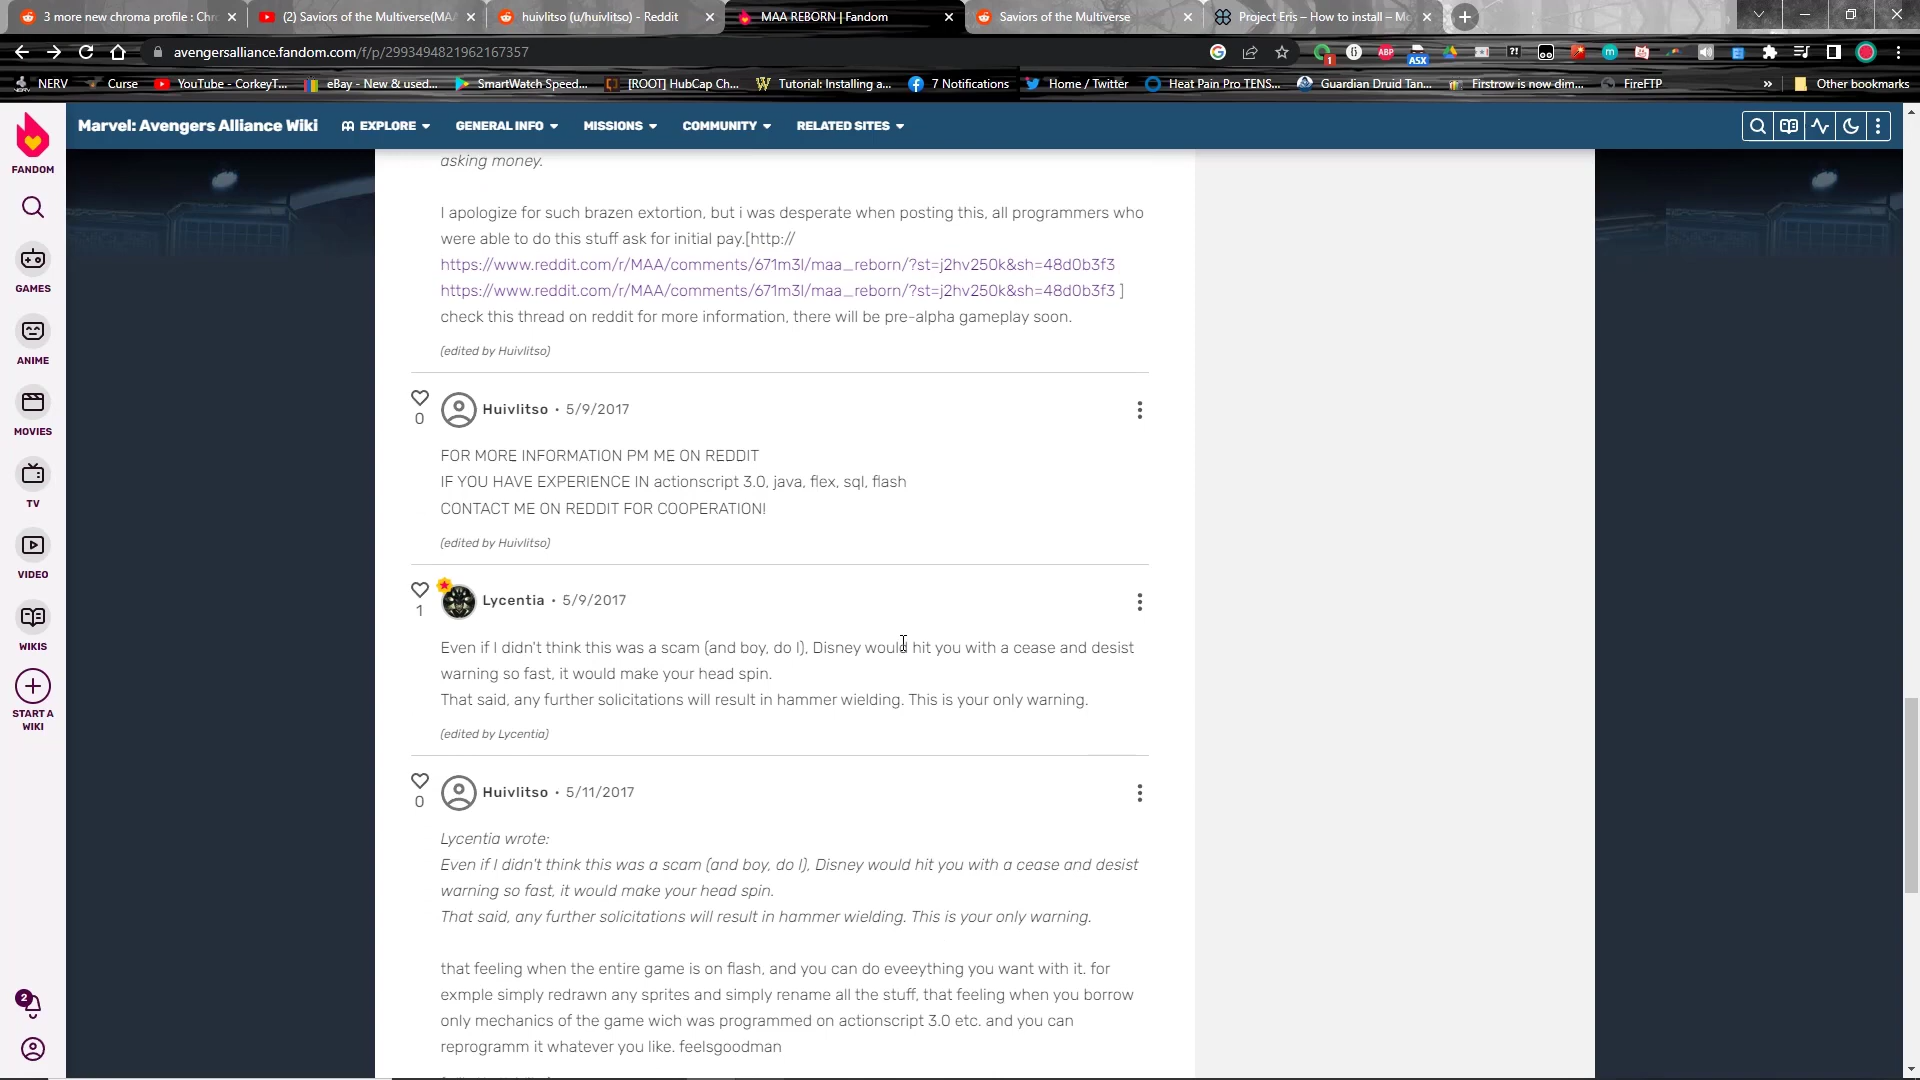 3 more new chroma profile : Chr
(2) Saviors of the Multiverse(MAA
huivlitso (u/huivlitso) - Reddit
MAA REBORN | Fandom
Saviors of the Multiverse
Project Eris – How to install – Mo
avengersalliance.fandom.com/f/p/2993494821962167357
NERV
Curse
YouTube - CorkeyT...
eBay - New & used...
SmartWatch Speed...
[ROOT] HubCap Ch...
Tutorial: Installing a...
7 Notifications
Home / Twitter
Heat Pain Pro TENS...
Guardian Druid Tan...
Firstrow is now dim...
FireFTP
»
Other bookmarks
Marvel: Avengers Alliance Wiki
EXPLORE
GENERAL INFO
MISSIONS
COMMUNITY
RELATED SITES
FANDOM
GAMES
ANIME
MOVIES
TV
VIDEO
WIKIS
START A
WIKI
2
asking money.
I apologize for such brazen extortion, but i was desperate when posting this, all programmers who
were able to do this stuff ask for initial pay.[http://
https://www.reddit.com/r/MAA/comments/671m3l/maa_reborn/?st=j2hv250k&sh=48d0b3f3
https://www.reddit.com/r/MAA/comments/671m3l/maa_reborn/?st=j2hv250k&sh=48d0b3f3 ]
check this thread on reddit for more information, there will be pre-alpha gameplay soon.
(edited by Huivlitso)
0
Huivlitso • 5/9/2017
FOR MORE INFORMATION PM ME ON REDDIT
IF YOU HAVE EXPERIENCE IN actionscript 3.0, java, flex, sql, flash
CONTACT ME ON REDDIT FOR COOPERATION!
(edited by Huivlitso)
1
Lycentia • 5/9/2017
Even if I didn't think this was a scam (and boy, do I), Disney would hit you with a cease and desist
warning so fast, it would make your head spin.
That said, any further solicitations will result in hammer wielding. This is your only warning.
(edited by Lycentia)
0
Huivlitso • 5/11/2017
Lycentia wrote:
Even if I didn't think this was a scam (and boy, do I), Disney would hit you with a cease and desist
warning so fast, it would make your head spin.
That said, any further solicitations will result in hammer wielding. This is your only warning.
that feeling when the entire game is on flash, and you can do eveeything you want with it. for
exmple simply redrawn any sprites and simply rename all the stuff, that feeling when you borrow
only mechanics of the game wich was programmed on actionscript 3.0 etc. and you can
reprogramm it whatever you like. feelsgoodman